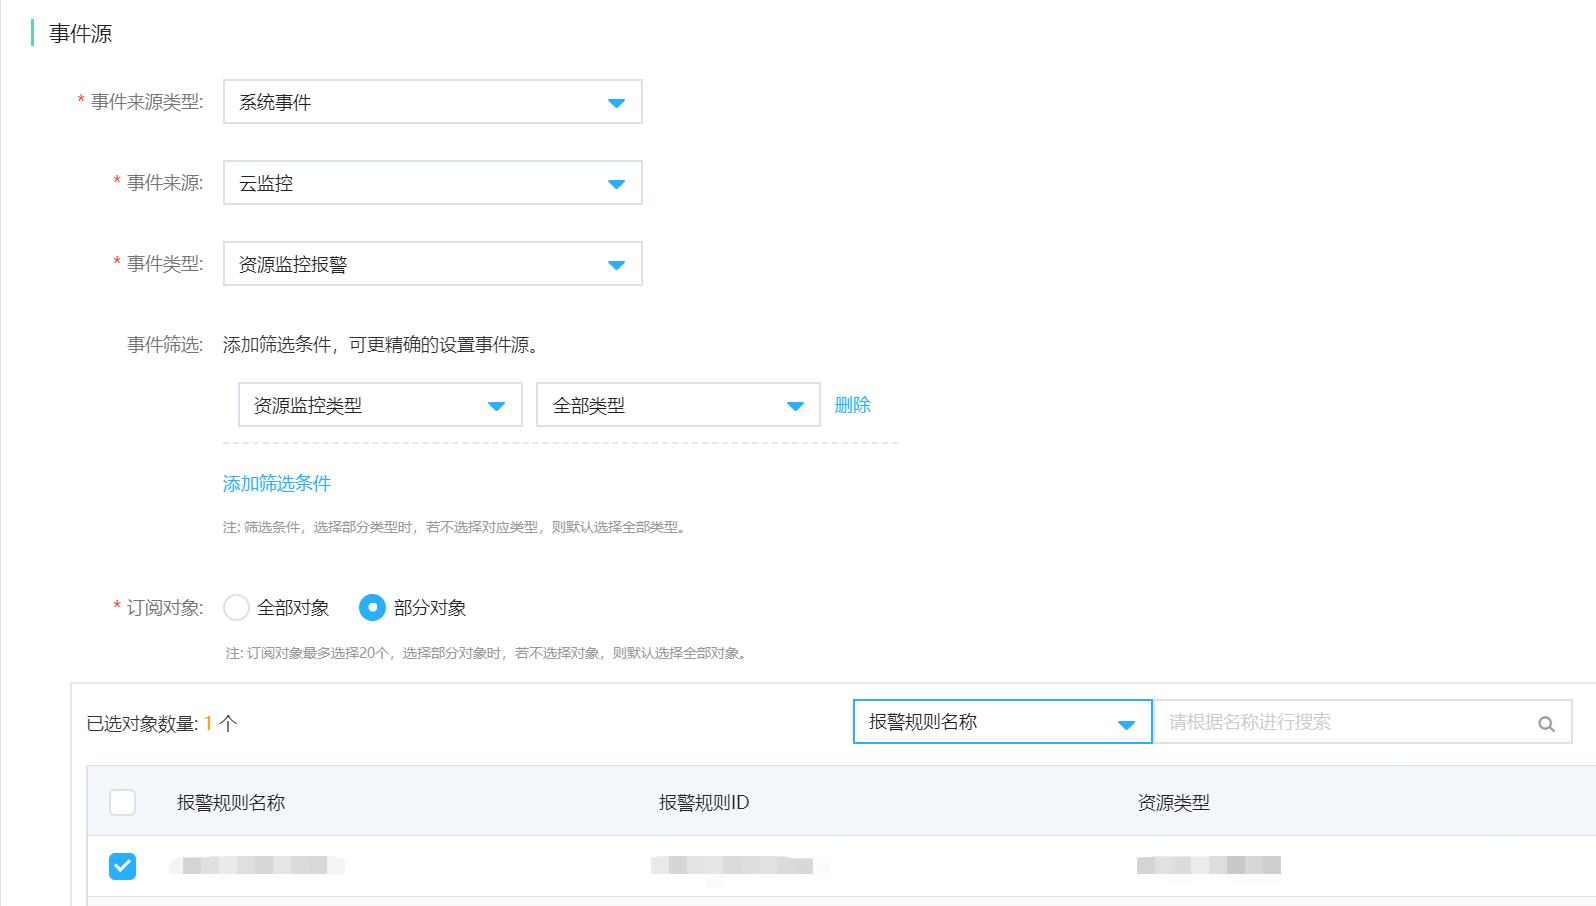 事件源
* 事件来源类型: 系统事件
* 事件来源: 云监控
* 事件类型: 资源监控报警
事件筛选: 添加筛选条件，可更精确的设置事件源。
资源监控类型 全部类型 删除
添加筛选条件
注: 筛选条件，选择部分类型时，若不选择对应类型，则默认选择全部类型。
* 订阅对象: 全部对象 部分对象
注: 订阅对象最多选择20个，选择部分对象时，若不选择对象，则默认选择全部对象。
已选对象数量: 1 个 报警规则名称 请根据名称进行搜索
报警规则名称 报警规则ID 资源类型